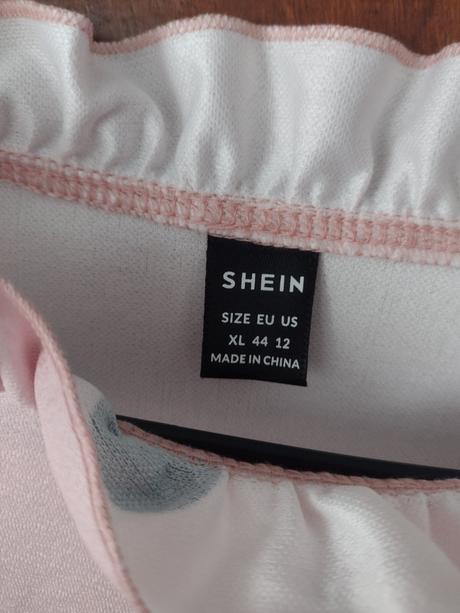 SHEIN
SIZE EU US
XL 44 12
MADE IN CHINA